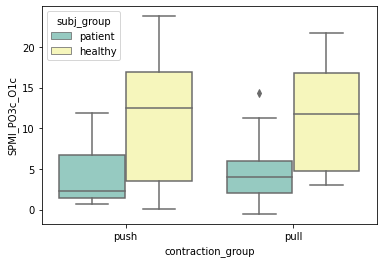 subj_group
patient
healthy
20
15
10
5
0
SPMI_PO3c_O1c
push
pull
contraction_group